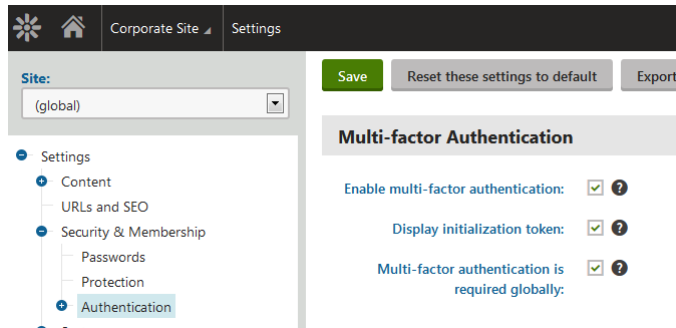 Corporate Site Settings
Site:
(global)
Settings
Content
URLs and SEO
Security & Membership
Passwords
Protection
Authentication
Save Reset these settings to default Export
Multi-factor Authentication
Enable multi-factor authentication:
Display initialization token:
Multi-factor authentication is
required globally: